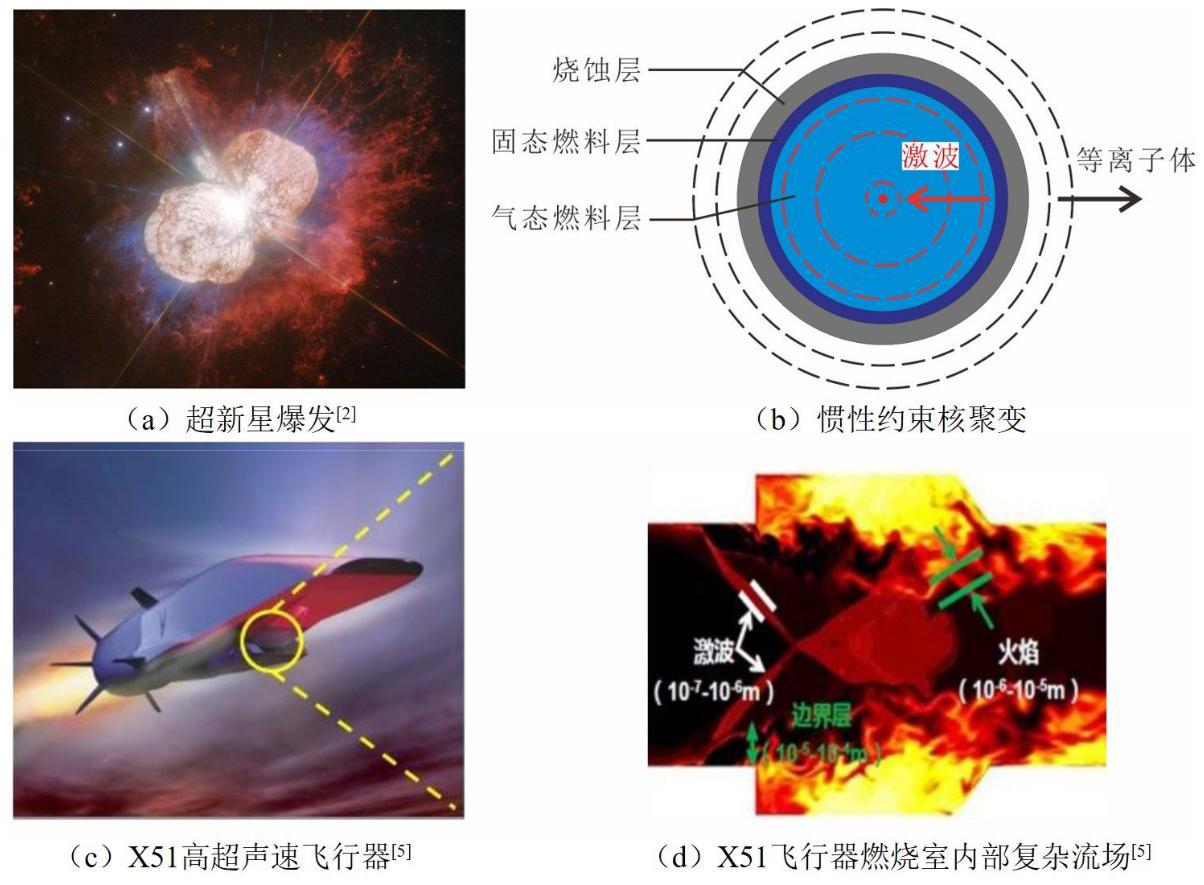 烧蚀层
固态燃料层
气态燃料层
激波
等离子体
（a）超新星爆发[2]
（b）惯性约束核聚变
激波
（10-7-10-6m）
火焰
（10-6-10-5m）
边界层
（10-5-10-4m）
（c）X51高超声速飞行器[5]
（d）X51飞行器燃烧室内部复杂流场[5]